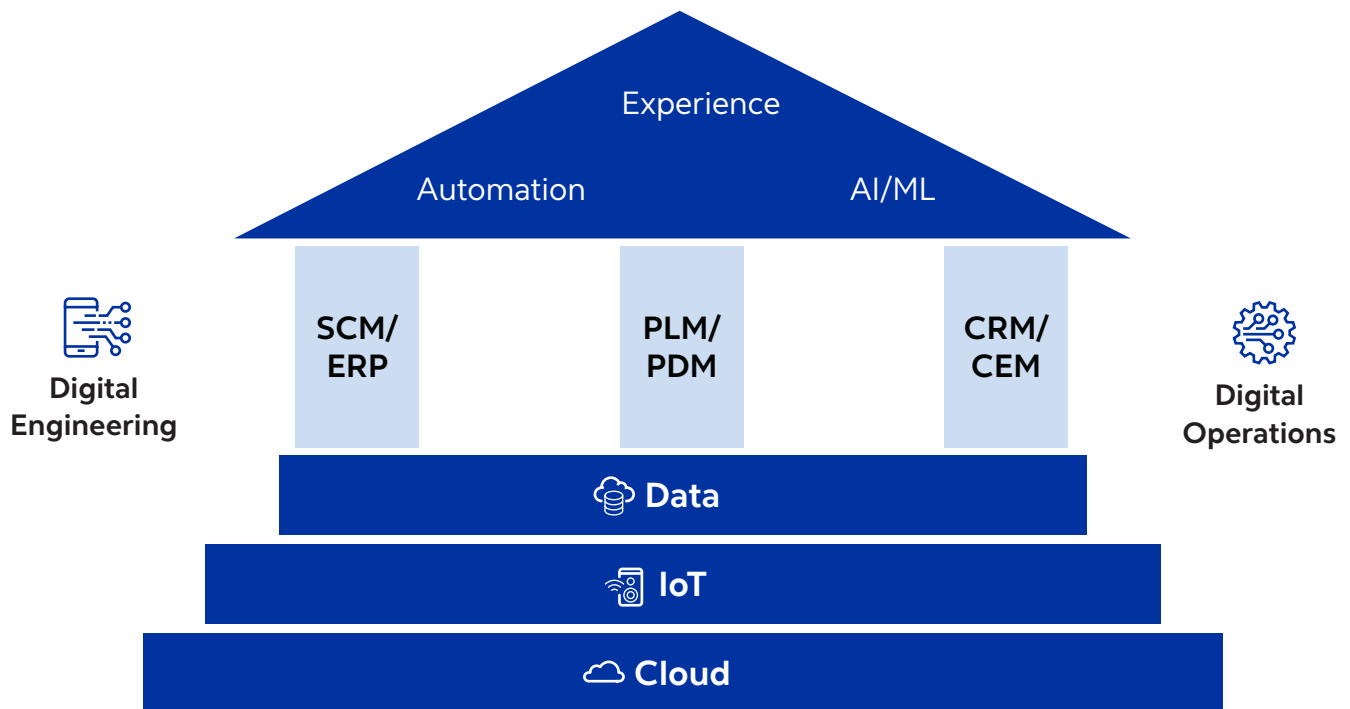 Experience
Automation
AI/ML
SCM/
ERP
PLM/
PDM
CRM/
CEM
Digital
Engineering
Digital
Operations
Data
IoT
Cloud